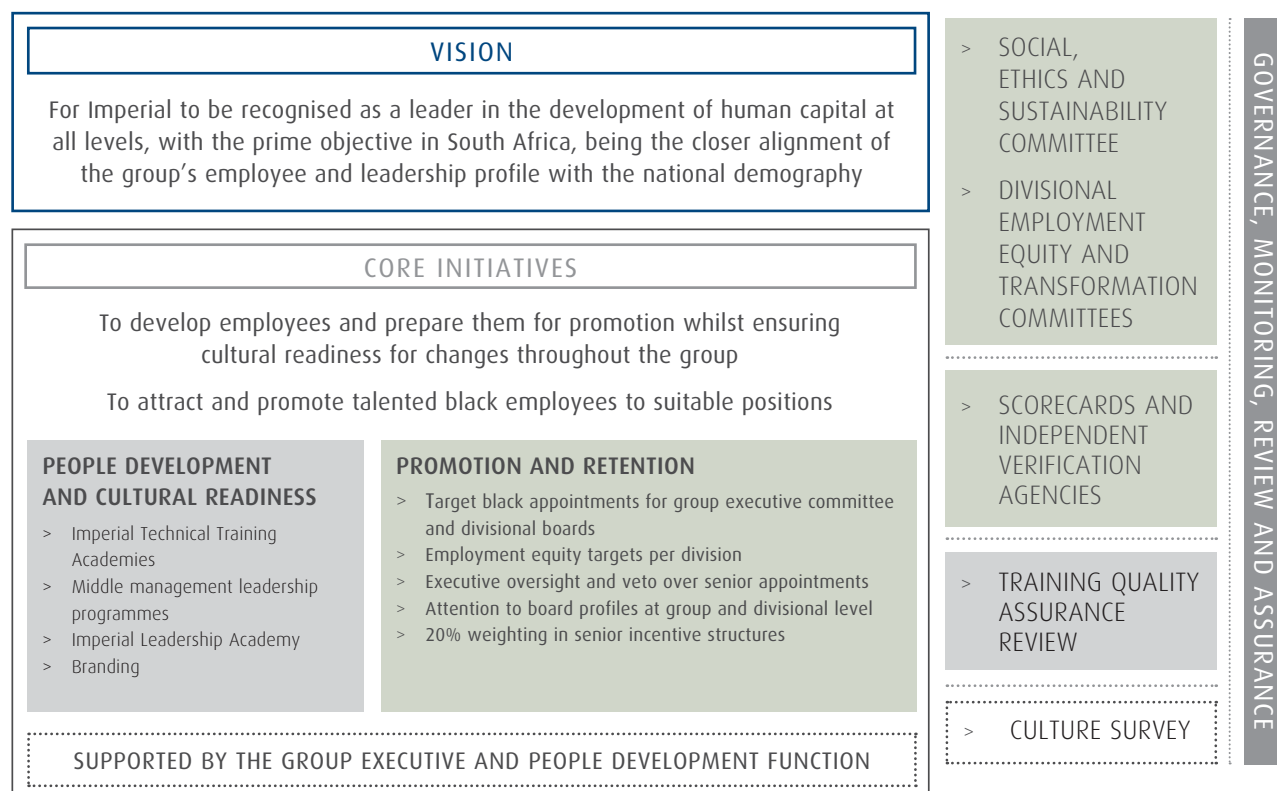 VISION
For Imperial to be recognised as a leader in the development of human capital at
all levels, with the prime objective in South Africa, being the closer alignment of
the group’s employee and leadership profile with the national demography
CORE INITIATIVES
To develop employees and prepare them for promotion whilst ensuring
cultural readiness for changes throughout the group
To attract and promote talented black employees to suitable positions
PEOPLE DEVELOPMENT
AND CULTURAL READINESS
> Imperial Technical Training
Academies
> Middle management leadership
programmes
> Imperial Leadership Academy
> Branding
PROMOTION AND RETENTION
> Target black appointments for group executive committee
and divisional boards
> Employment equity targets per division
> Executive oversight and veto over senior appointments
> Attention to board profiles at group and divisional level
> 20% weighting in senior incentive structures
SUPPORTED BY THE GROUP EXECUTIVE AND PEOPLE DEVELOPMENT FUNCTION
> SOCIAL,
ETHICS AND
SUSTAINABILITY
COMMITTEE
> DIVISIONAL
EMPLOYMENT
EQUITY AND
TRANSFORMATION
COMMITTEES
> SCORECARDS AND
INDEPENDENT
VERIFICATION
AGENCIES
> TRAINING QUALITY
ASSURANCE
REVIEW
> CULTURE SURVEY
GOVERNANCE, MONITORING, REVIEW AND ASSURANCE